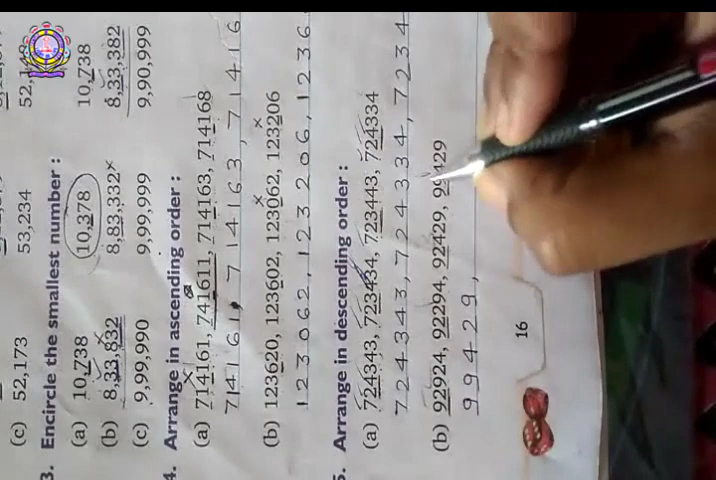 (c) 52,173 53,234
3. Encircle the smallest number :
(a) 10,738 10,378 10,738
(b) 8,33,832 8,83,332 8,33,382
(c) 9,99,990 9,99,999 9,90,999
4. Arrange in ascending order :
(a) 714161, 741611, 714163, 714168
714161, 714163, 71416
(b) 123620, 123602, 123062, 123206
123062, 123206, 1236
5. Arrange in descending order :
(a) 724343, 723434, 723443, 724334
724343, 724334, 7234
(b) 92924, 92294, 92429, 99429
99429,
16